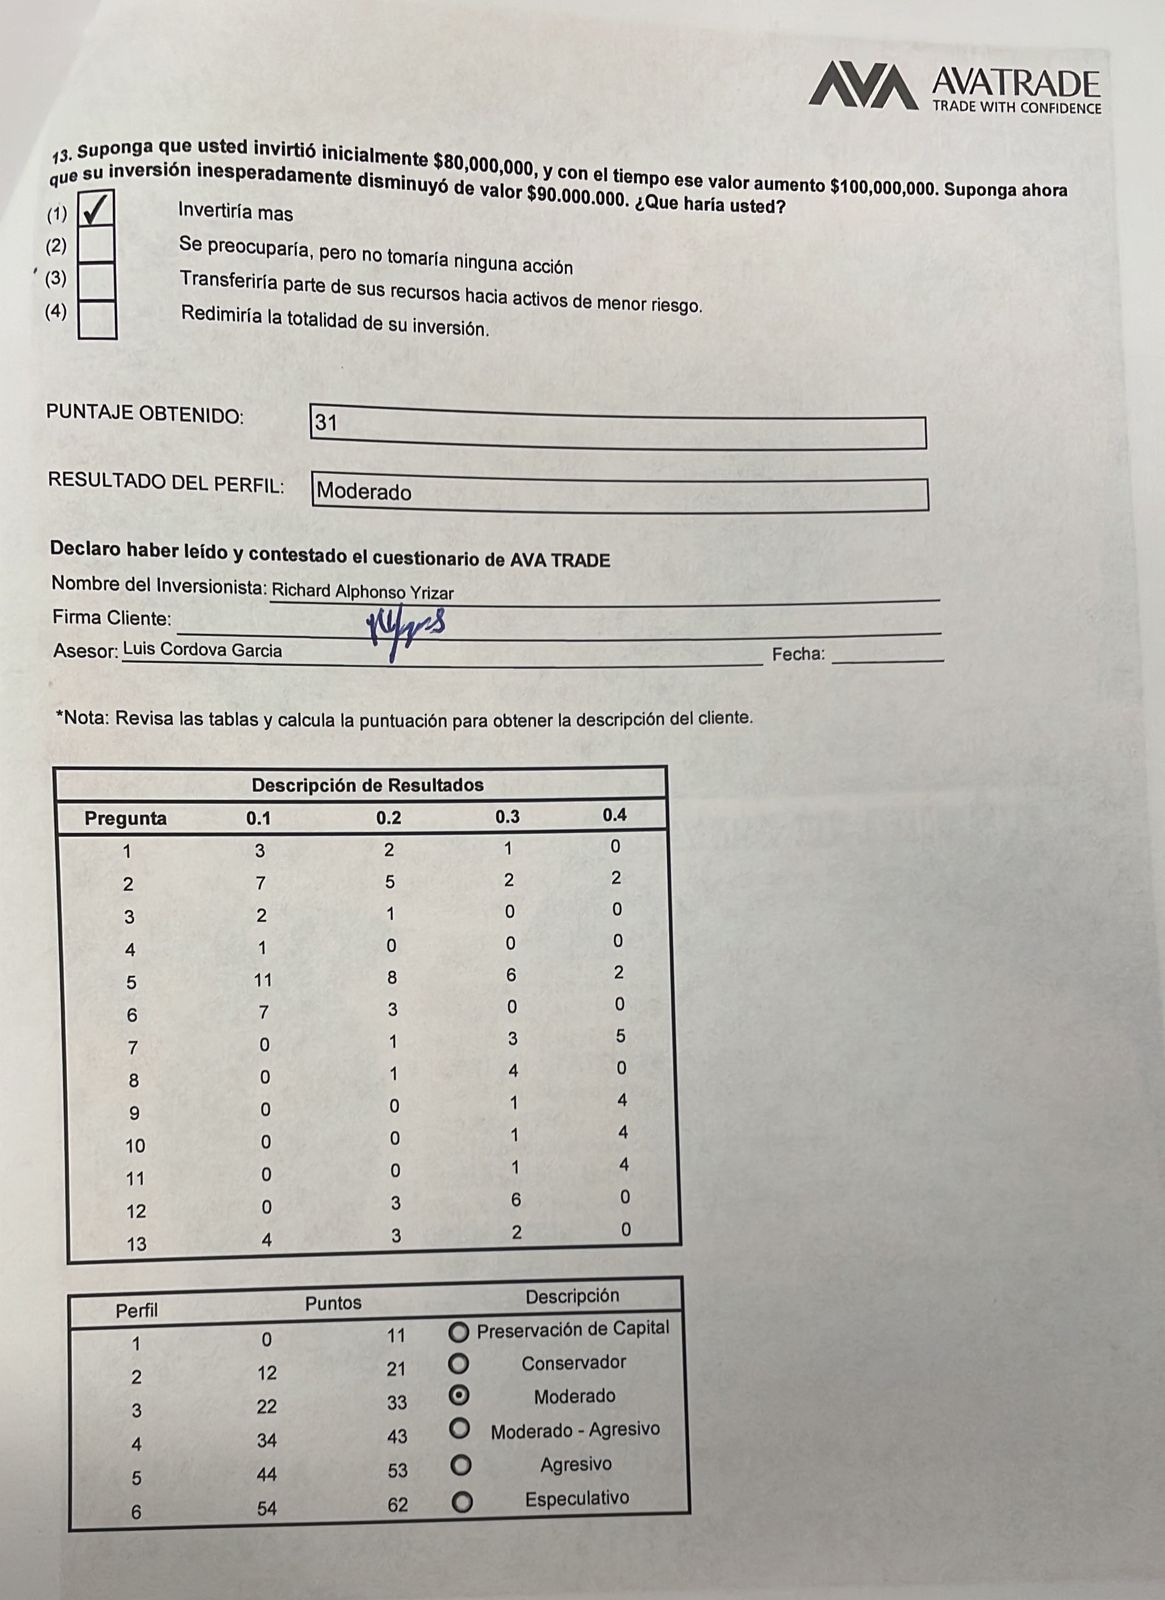 AVATRADE
TRADE WITH CONFIDENCE
13. Suponga que usted invirtió inicialmente $80,000,000, y con el tiempo ese valor aumento $100,000,000. Suponga ahora
que su inversión inesperadamente disminuyó de valor $90.000.000. ¿Que haría usted?
(1) ✓ Invertiría mas
(2) Se preocuparía, pero no tomaría ninguna acción
(3) Transferiría parte de sus recursos hacia activos de menor riesgo.
(4) Redimiría la totalidad de su inversión.
PUNTAJE OBTENIDO: 31
RESULTADO DEL PERFIL: Moderado
Declaro haber leído y contestado el cuestionario de AVA TRADE
Nombre del Inversionista: Richard Alphonso Yrizar
Firma Cliente:
Asesor: Luis Cordova Garcia Fecha:
*Nota: Revisa las tablas y calcula la puntuación para obtener la descripción del cliente.
Descripción de Resultados
Pregunta 0.1 0.2 0.3 0.4
1 3 2 1 0
2 7 5 2 2
3 2 1 0 0
4 1 0 0 0
5 11 8 6 2
6 7 3 0 0
7 0 1 3 5
8 0 1 4 0
9 0 0 1 4
10 0 0 1 4
11 0 0 1 4
12 0 3 6 0
13 4 3 2 0
Perfil Puntos Descripción
1 0 11 Preservación de Capital
2 12 21 Conservador
3 22 33 Moderado
4 34 43 Moderado - Agresivo
5 44 53 Agresivo
6 54 62 Especulativo